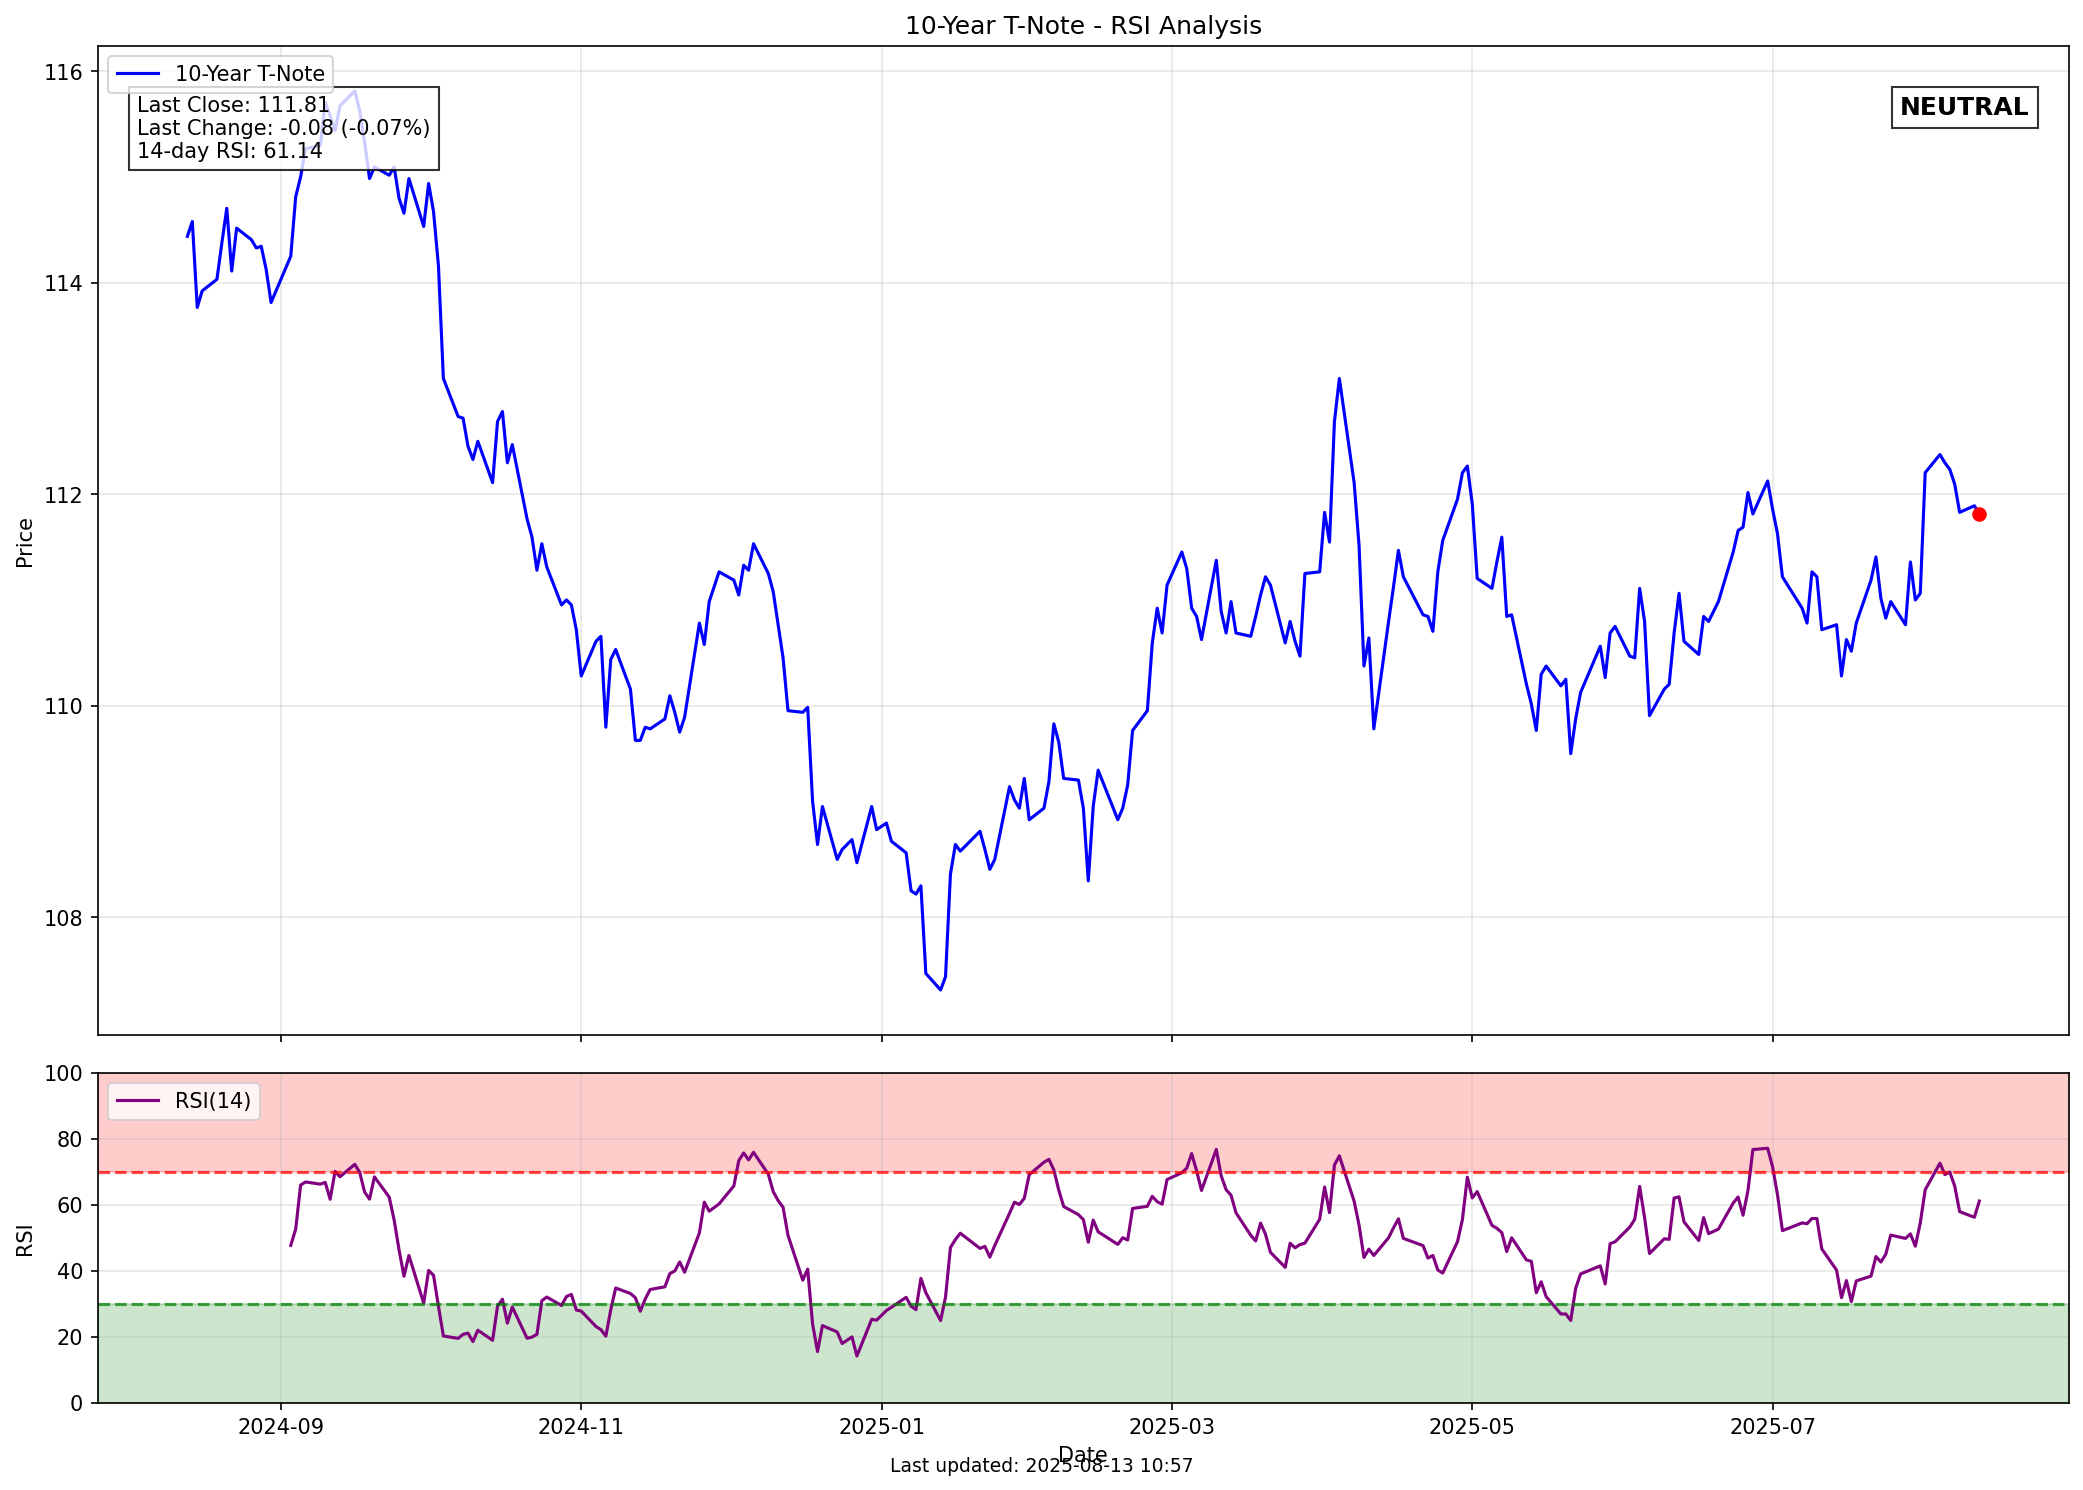 10-Year T-Note - RSI Analysis
10-Year T-Note
Last Close: 111.81
Last Change: -0.08 (-0.07%)
14-day RSI: 61.14
NEUTRAL
116
114
112
110
108
Price
RSI(14)
100
80
60
40
20
0
RSI
2024-09
2024-11
2025-01
2025-03
2025-05
2025-07
Date
Last updated: 2025-08-13 10:57